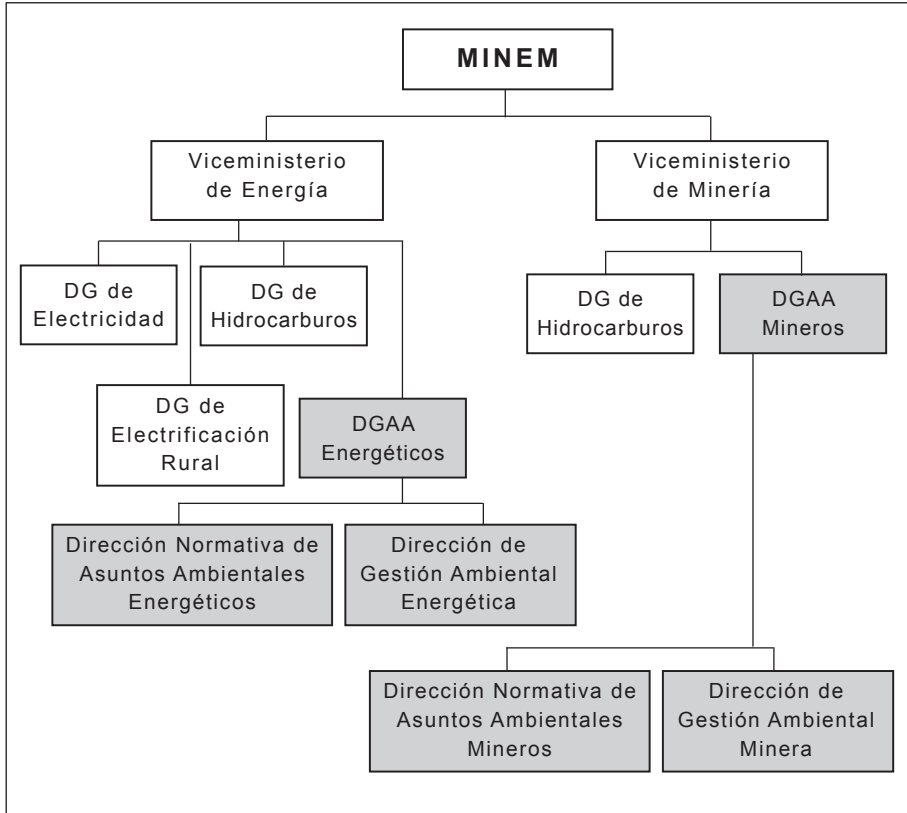 MINEM
Viceministerio
de Energía
Viceministerio
de Minería
DG de
Electricidad
DG de
Hidrocarburos
DG de
Hidrocarburos
DGAA
Mineros
DG de
Electrificación
Rural
DGAA
Energéticos
Dirección Normativa de
Asuntos Ambientales
Energéticos
Dirección de
Gestión Ambiental
Energética
Dirección Normativa de
Asuntos Ambientales
Mineros
Dirección de
Gestión Ambiental
Minera